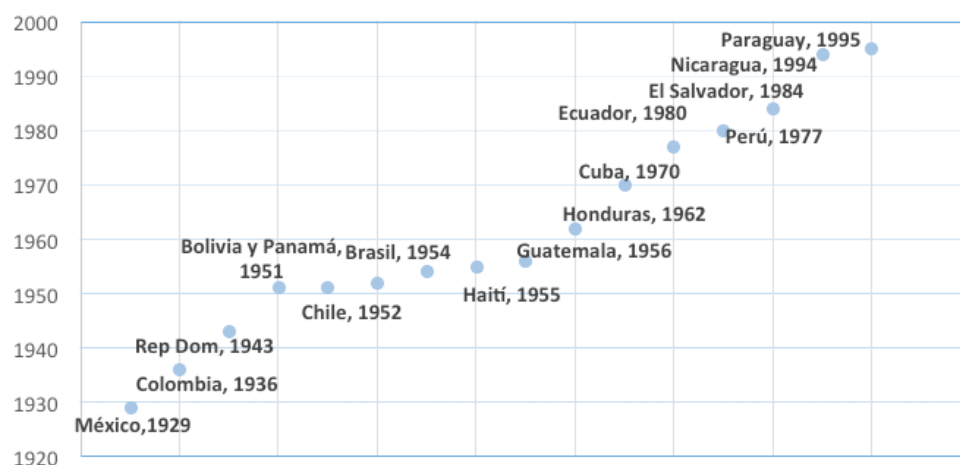 2000
Paraguay, 1995
Nicaragua, 1994
1990
El Salvador, 1984
Ecuador, 1980
1980
Perú, 1977
Cuba, 1970
1970
Honduras, 1962
1960
Guatemala, 1956
Bolivia y Panamá,
1951
Brasil, 1954
1950
Haití, 1955
Chile, 1952
1940
Rep Dom, 1943
Colombia, 1936
1930
México,1929
1920